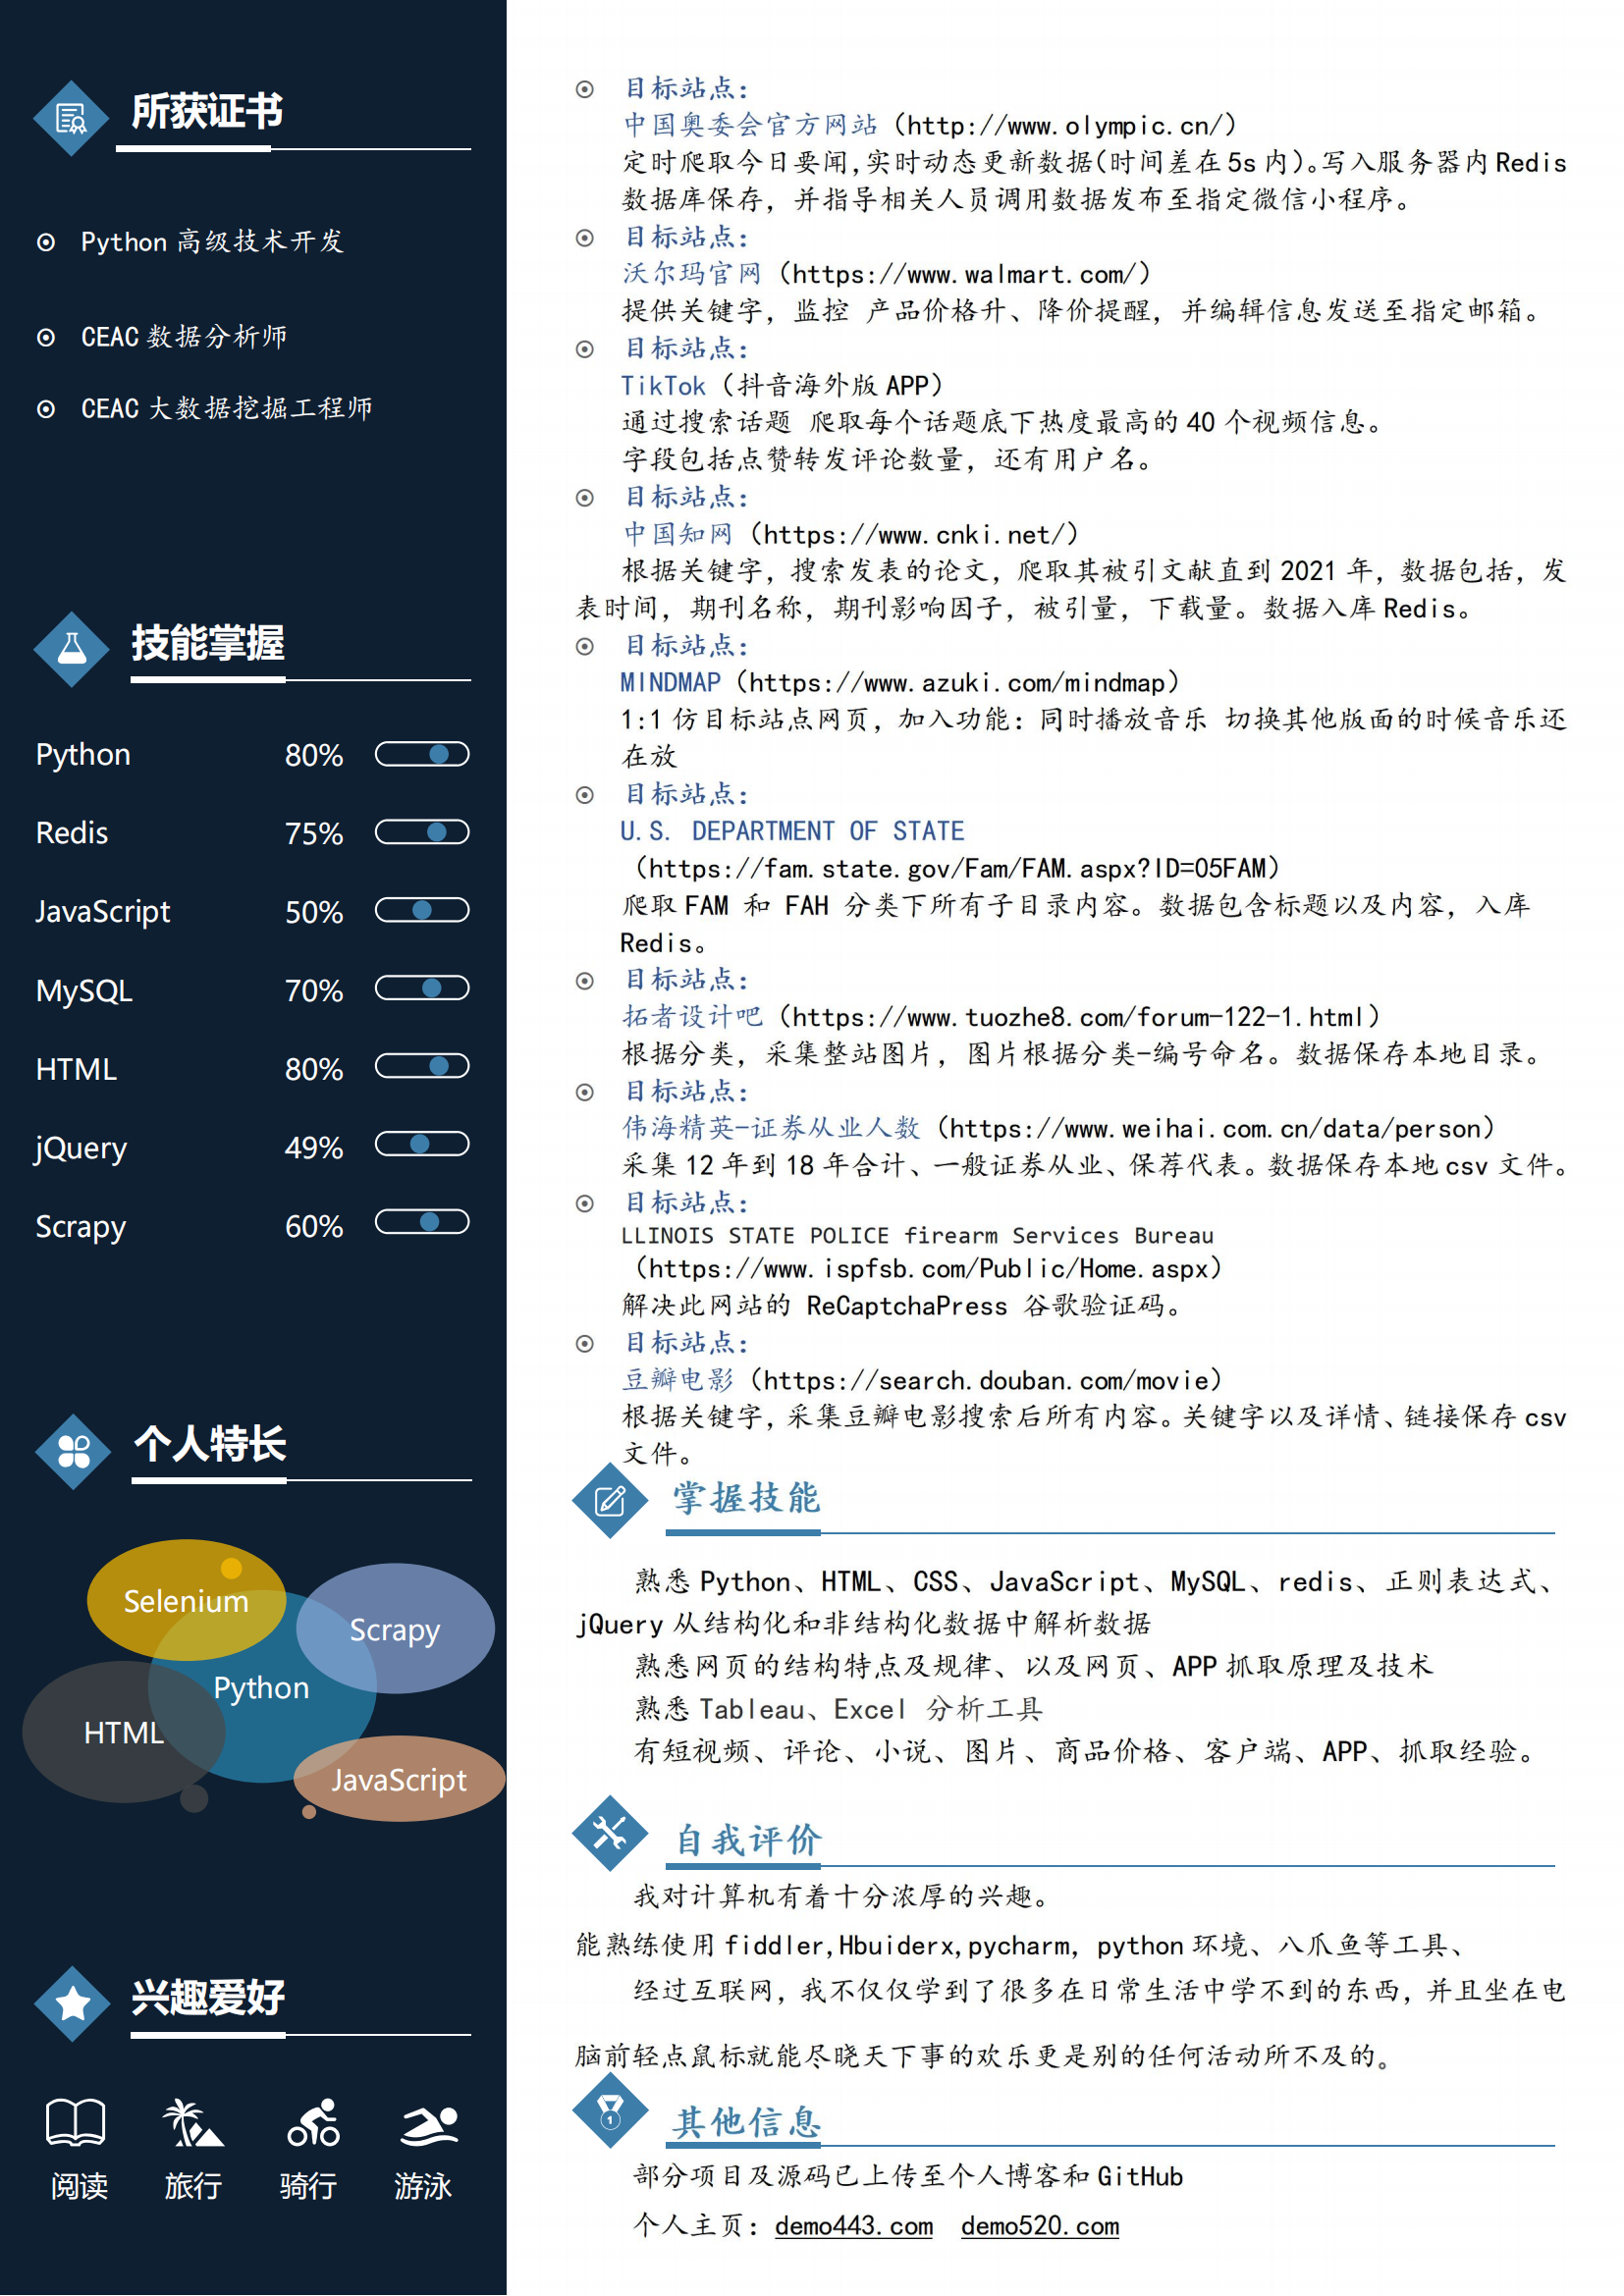 所获证书
Python 高级技术开发
CEAC 数据分析师
CEAC 大数据挖掘工程师
技能掌握
Python 80%
Redis 75%
JavaScript 50%
MySQL 70%
HTML 80%
jQuery 49%
Scrapy 60%
个人特长
Selenium
Scrapy
Python
HTML
JavaScript
兴趣爱好
阅读 旅行 骑行 游泳
目标站点：
中国奥委会官方网站（http://www.olympic.cn/）
定时爬取今日要闻,实时动态更新数据(时间差在 5s 内)。写入服务器内 Redis
数据库保存，并指导相关人员调用数据发布至指定微信小程序。
目标站点：
沃尔玛官网（https://www.walmart.com/）
提供关键字，监控 产品价格升、降价提醒，并编辑信息发送至指定邮箱。
目标站点：
TikTok（抖音海外版 APP）
通过搜索话题 爬取每个话题底下热度最高的 40 个视频信息。
字段包括点赞转发评论数量，还有用户名。
目标站点：
中国知网（https://www.cnki.net/）
根据关键字，搜索发表的论文，爬取其被引文献直到 2021 年，数据包括，发
表时间，期刊名称，期刊影响因子，被引量，下载量。数据入库 Redis。
目标站点：
MINDMAP（https://www.azuki.com/mindmap）
1:1 仿目标站点网页，加入功能：同时播放音乐 切换其他版面的时候音乐还
在放
目标站点：
U.S. DEPARTMENT OF STATE
（https://fam.state.gov/Fam/FAM.aspx?ID=05FAM）
爬取 FAM 和 FAH 分类下所有子目录内容。数据包含标题以及内容，入库
Redis。
目标站点：
拓者设计吧（https://www.tuozhe8.com/forum-122-1.html）
根据分类，采集整站图片，图片根据分类-编号命名。数据保存本地目录。
目标站点：
伟海精英-证券从业人数（https://www.weihai.com.cn/data/person）
采集 12 年到 18 年合计、一般证券从业、保荐代表。数据保存本地 csv 文件。
目标站点：
LLINOIS STATE POLICE firearm Services Bureau
（https://www.ispfsb.com/Public/Home.aspx）
解决此网站的 ReCaptchaPress 谷歌验证码。
目标站点：
豆瓣电影（https://search.douban.com/movie）
根据关键字,采集豆瓣电影搜索后所有内容。关键字以及详情、链接保存 csv
文件。
掌握技能
熟悉 Python、HTML、CSS、JavaScript、MySQL、redis、正则表达式、
jQuery 从结构化和非结构化数据中解析数据
熟悉网页的结构特点及规律、以及网页、APP 抓取原理及技术
熟悉 Tableau、Excel 分析工具
有短视频、评论、小说、图片、商品价格、客户端、APP、抓取经验。
自我评价
我对计算机有着十分浓厚的兴趣。
能熟练使用 fiddler,Hbuiderx,pycharm, python 环境、八爪鱼等工具、
经过互联网，我不仅仅学到了很多在日常生活中学不到的东西，并且坐在电
脑前轻点鼠标就能尽晓天下事的欢乐更是别的任何活动所不及的。
1
其他信息
部分项目及源码已上传至个人博客和 GitHub
个人主页：demo443.com demo520.com